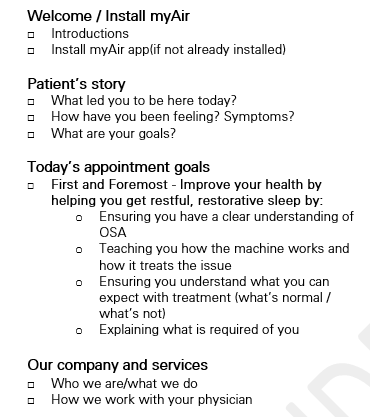 Welcome / Install myAir
Introductions
Install myAir app(if not already installed)
Patient's story
What led you to be here today?
How have you been feeling? Symptoms?
What are your goals?
Today's appointment goals
First and Foremost - Improve your health by
helping you get restful, restorative sleep by:
Ensuring you have a clear understanding of
OSA
Teaching you how the machine works and
how it treats the issue
Ensuring you understand what you can
expect with treatment (what's normal /
what's not)
Explaining what is required of you
Our company and services
Who we are/what we do
How we work with your physician